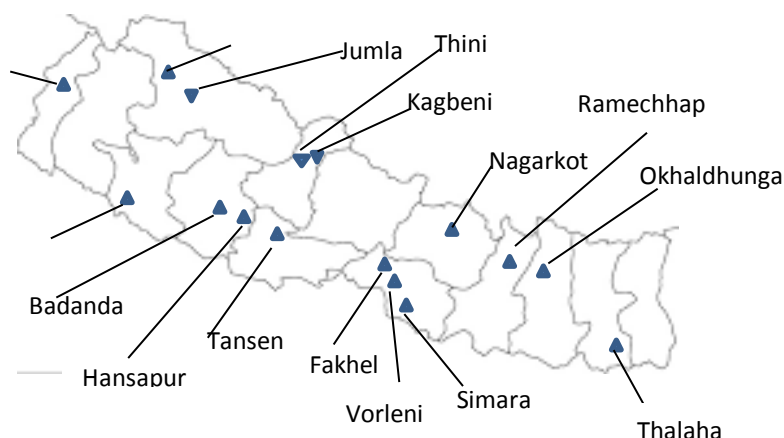 Jumla
Thini
Kagbeni
Ramechhap
Nagarkot
Okhaldhunga
Badanda
Tansen
Hansapur
Fakhel
Vorleni
Simara
Thalaha